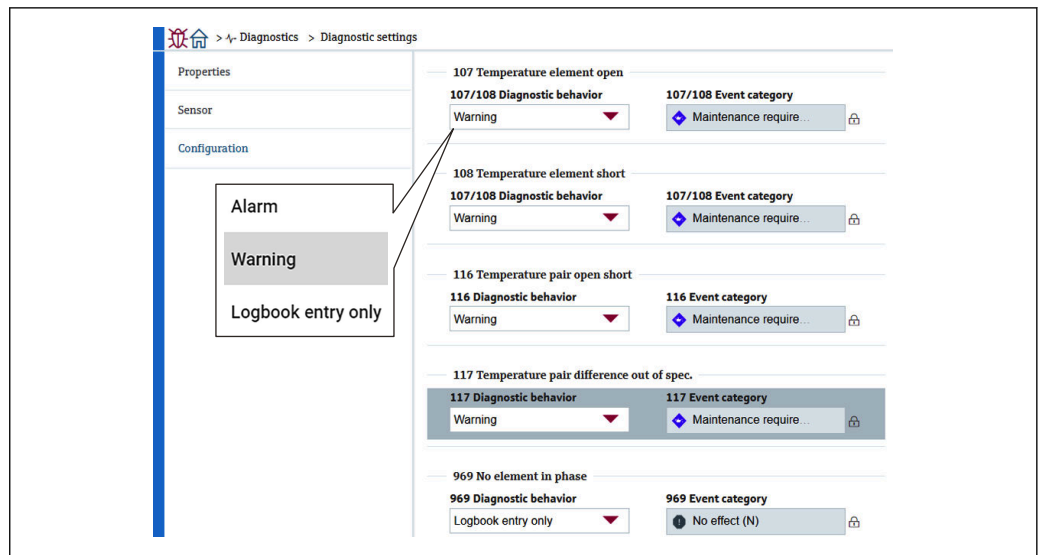 > Diagnostics > Diagnostic settings
Properties
Sensor
Configuration
Alarm
Warning
Logbook entry only
107 Temperature element open
107/108 Diagnostic behavior 107/108 Event category
Warning Maintenance require...
108 Temperature element short
107/108 Diagnostic behavior 107/108 Event category
Warning Maintenance require...
116 Temperature pair open short
116 Diagnostic behavior 116 Event category
Warning Maintenance require...
117 Temperature pair difference out of spec.
117 Diagnostic behavior 117 Event category
Warning Maintenance require...
969 No element in phase
969 Diagnostic behavior 969 Event category
Logbook entry only No effect (N)